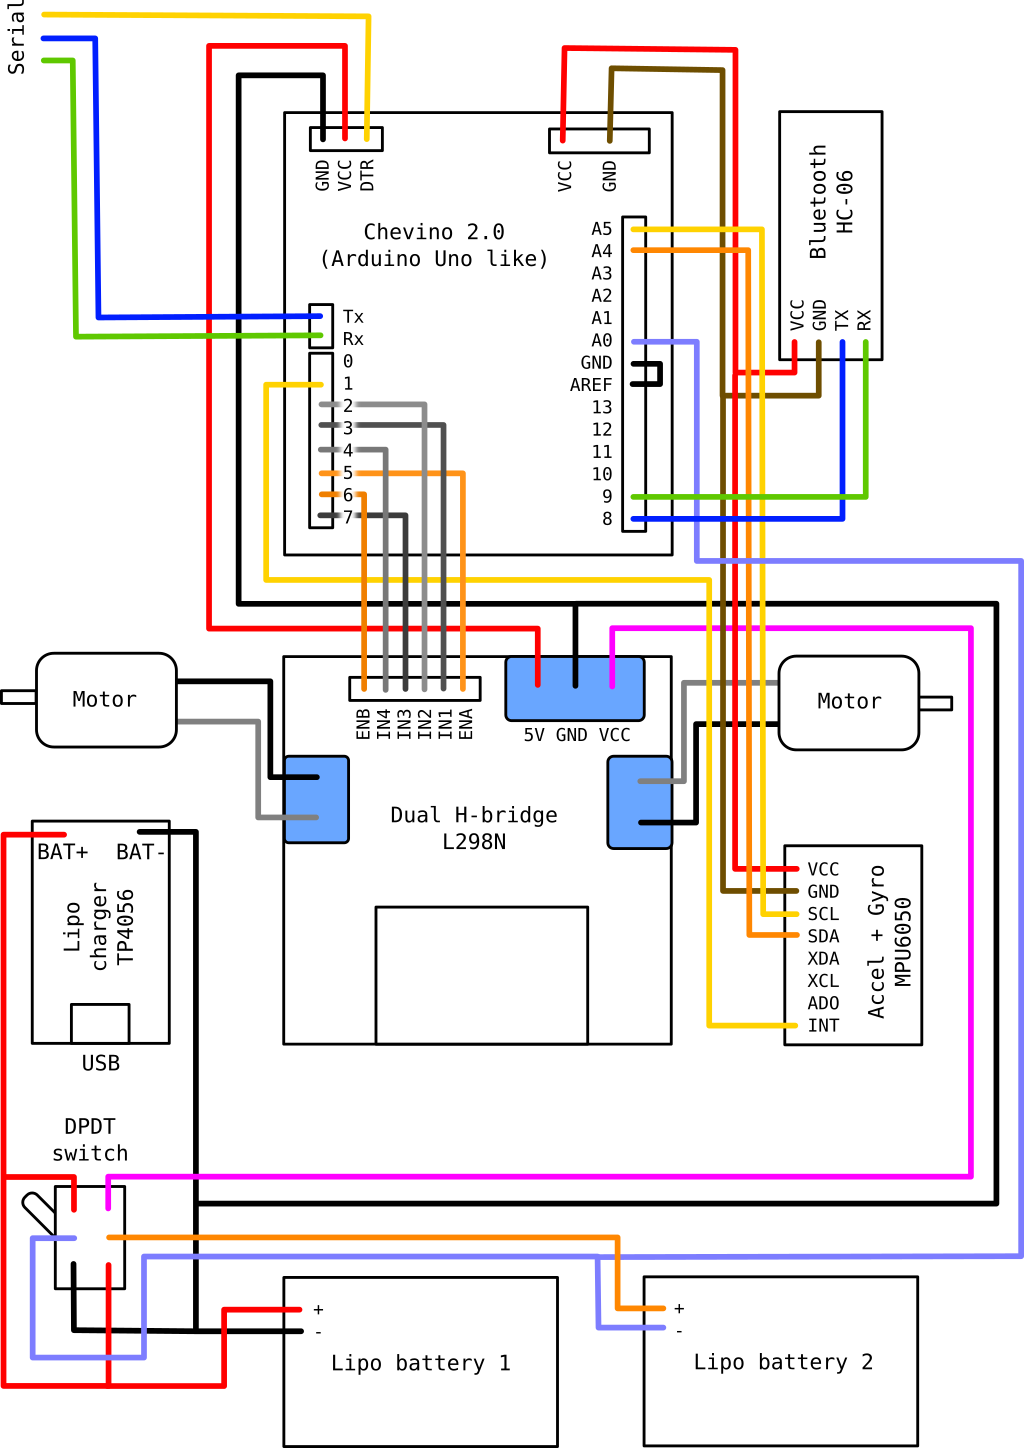 Serial
GND
VCC
DTR
VCC
GND
Chevino 2.0
(Arduino Uno like)
A5
A4
A3
A2
A1
A0
GND
AREF
13
12
11
10
9
8
Tx
Rx
0
1
2
3
4
5
6
7
Bluetooth
HC-06
VCC
GND
TX
RX
Motor
ENB
IN4
IN3
IN2
IN1
ENA
5V GND VCC
Dual H-bridge
L298N
Motor
BAT+ BAT-
Lipo
charger
TP4056
USB
VCC
GND
SCL
SDA
XDA
XCL
ADO
INT
Accel + Gyro
MPU6050
DPDT
switch
+
-
Lipo battery 1
+
-
Lipo battery 2